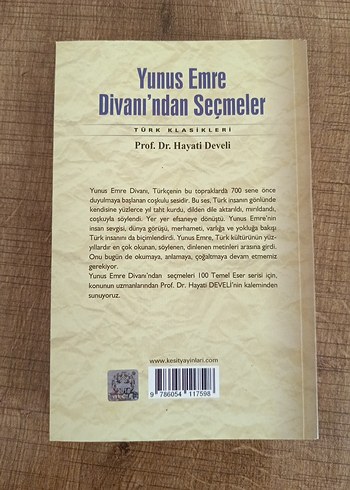 Yunus Emre
Divanı'ndan Seçmeler
TÜRK KLASİKLERİ
Prof. Dr. Hayati Develi
Yunus Emre Divanı, Türkçenin bu topraklarda 700 sene önce
duyulmaya başlanan coşkulu sesidir. Bu ses, Türk insanın gönlünde
kendisine yüzlerce yıl taht kurdu, dilden dile aktarıldı, mırıldandı,
coşkuyla söylendi. Yer yer efsaneye dönüştü. Yunus Emre'nin
insan sevgisi, dünya görüşü, merhameti, varlığa ve yokluğa bakışı
Türk insanını da biçimlendirdi. Yunus Emre, Türk kültürünün yüz-
yıllardır en çok okunan, söylenen, dinlenen metinleri arasına girdi.
Onu bugün de okumaya, anlamaya, çoğaltmaya devam etmemiz
gerekiyor.
Yunus Emre Divanı'ndan seçmeleri 100 Temel Eser serisi için,
konunun uzmanlarından Prof. Dr. Hayati DEVELİ'nin kaleminden
sunuyoruz.
www.kesityayinlari.com
9 786054 117598